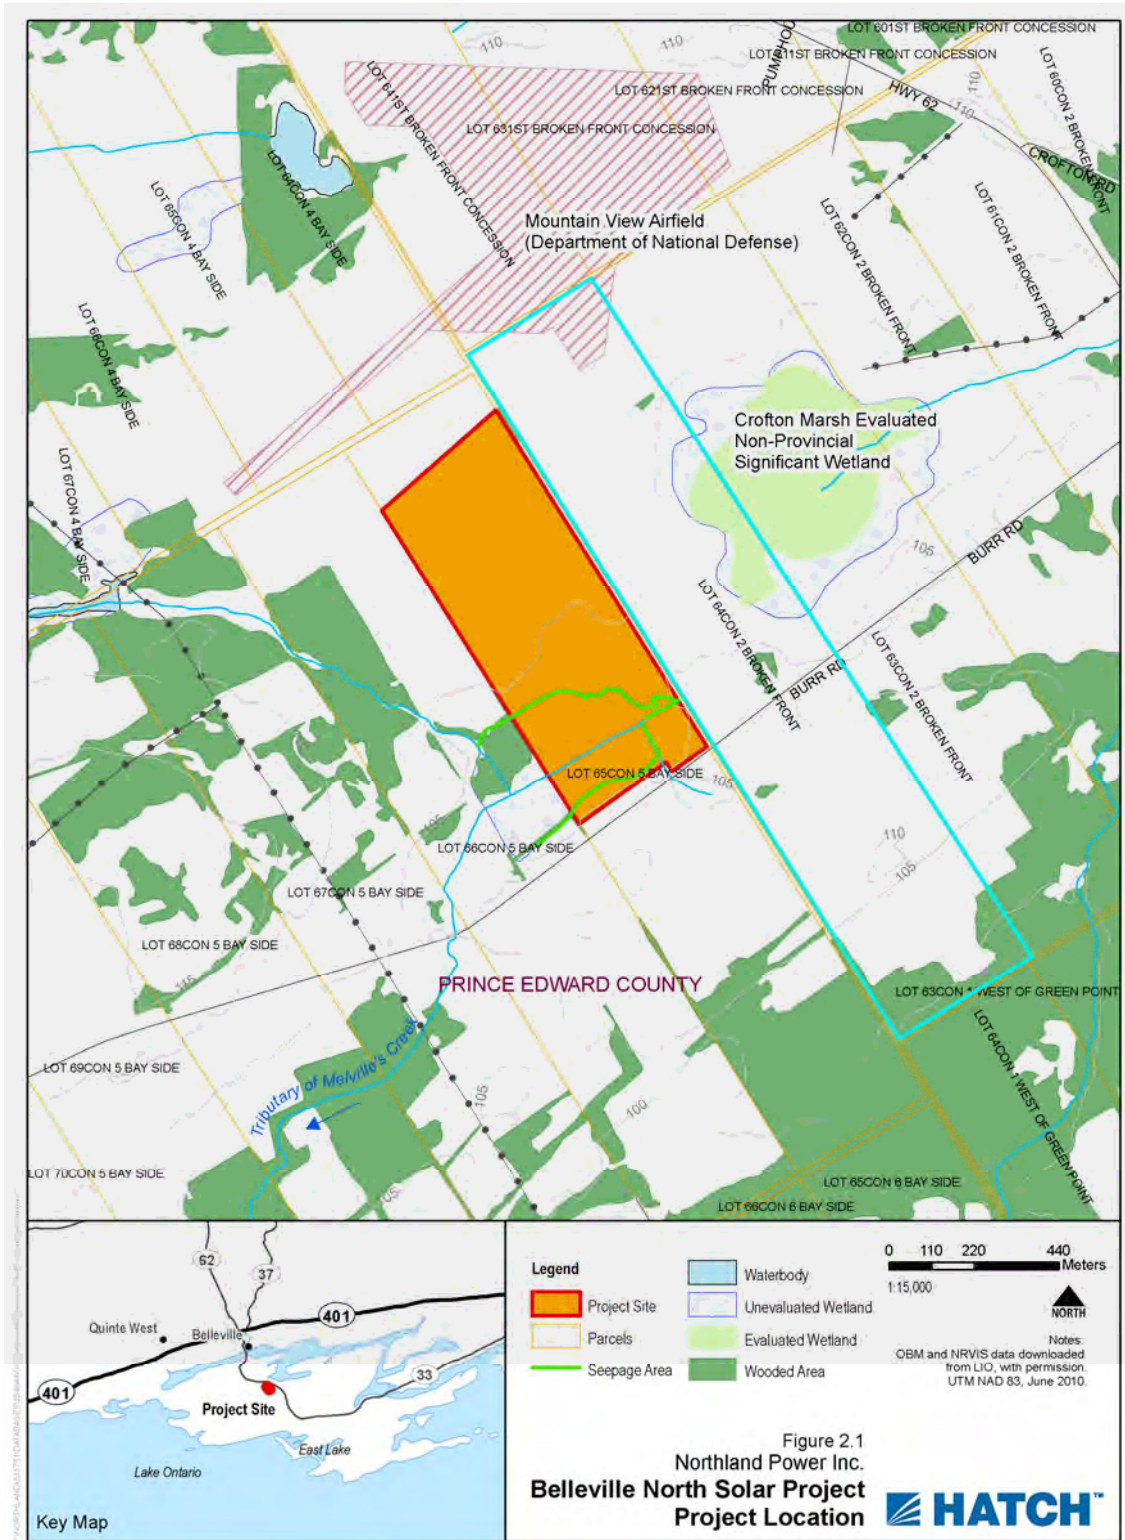 LOT 601ST BROKEN FRONT CONCESSION
LOT 611ST BROKEN FRONT CONCESSION
LOT 621ST BROKEN FRONT CONCESSION
LOT 631ST BROKEN FRONT CONCESSION
LOT 641ST BROKEN FRONT CONCESSION
PUMPHOU
HWY 62
CROFTON RD
LOT 60CON 2 BROKEN FRONT
LOT 61CON 2 BROKEN FRONT
LOT 62CON 2 BROKEN FRONT
110
110
110
110
LOT 64CON 4 BAY SIDE
LOT 65CON 4 BAY SIDE
LOT 66CON 4 BAY SIDE
LOT 67CON 4 BAY SIDE
Mountain View Airfield
(Department of National Defense)
Crofton Marsh Evaluated
Non-Provincial
Significant Wetland
105
BURR RD
BURR RD
LOT 64CON 2 BROKEN FRONT
LOT 63CON 2 BROKEN FRONT
LOT 65CON 5 BAY SIDE
105
105
LOT 66CON 5 BAY SIDE
110
105
LOT 67CON 5 BAY SIDE
LOT 68CON 5 BAY SIDE
PRINCE EDWARD COUNTY
LOT 63CON 1 WEST OF GREEN POINT
LOT 64CON 1 WEST OF GREEN POINT
LOT 69CON 5 BAY SIDE
Tributary of Melville's Creek
105
100
LOT 70CON 5 BAY SIDE
LOT 65CON 6 BAY SIDE
LOT 66CON 6 BAY SIDE
62
37
401
Quinte West
Belleville
401
33
Project Site
East Lake
Lake Ontario
Key Map
Legend
Project Site
Parcels
Seepage Area
Waterbody
Unevaluated Wetland
Evaluated Wetland
Wooded Area
0 110 220 440
Meters
1:15,000
NORTH
Notes:
OBM and NRVIS data downloaded
from LIO, with permission.
UTM NAD 83, June 2010.
Figure 2.1
Northland Power Inc.
Belleville North Solar Project
Project Location
HATCH™